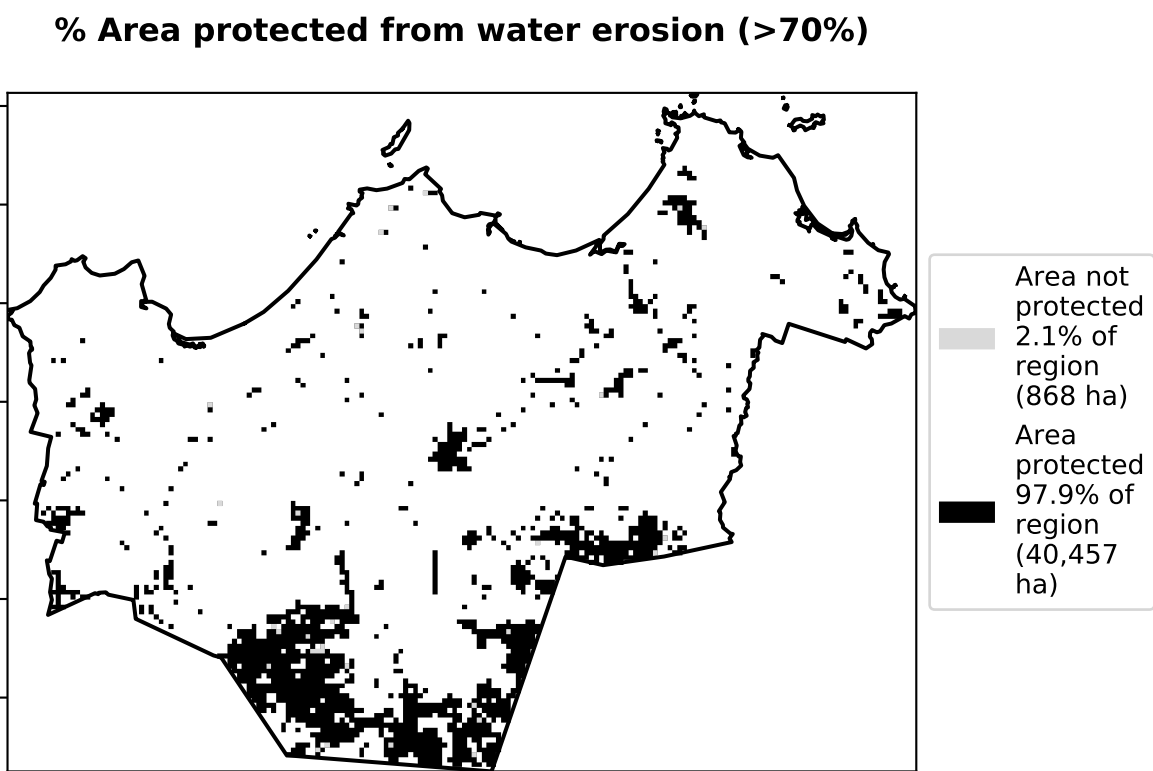 % Area protected from water erosion (>70%)
Area not
protected
2.1% of
region
(868 ha)
Area
protected
97.9% of
region
(40,457
ha)